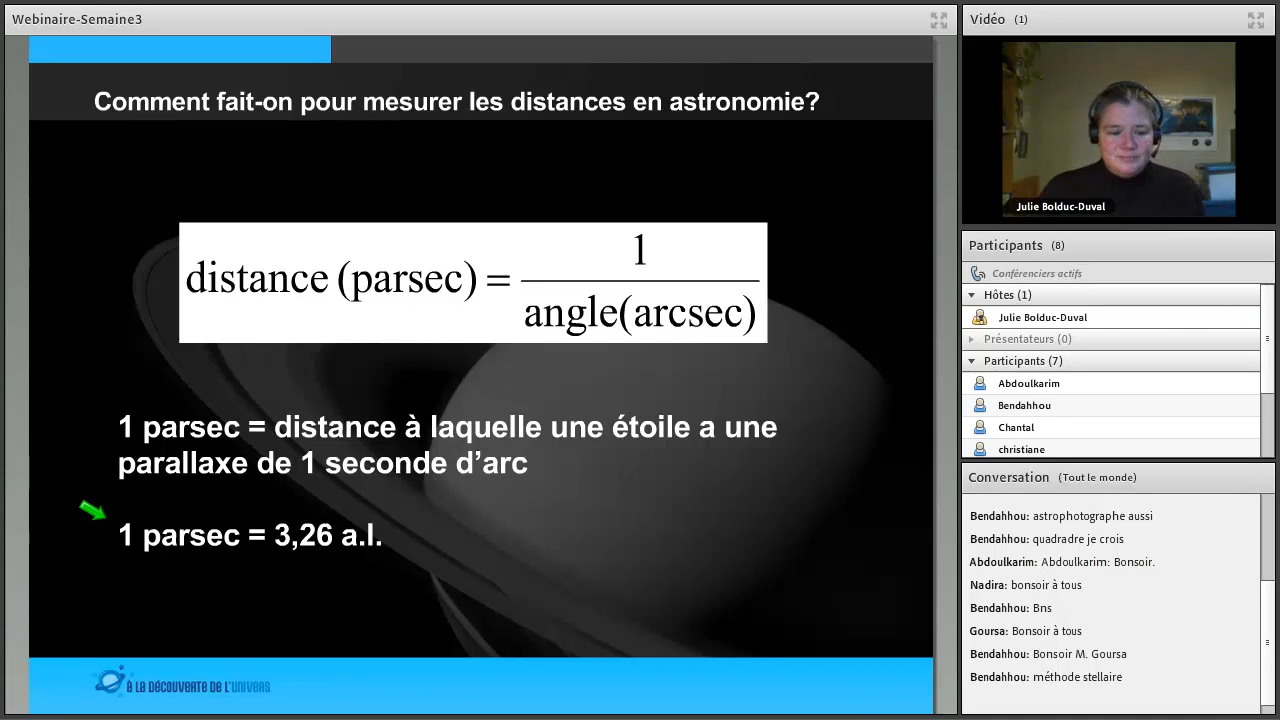 Webinaire-Semaine3
Comment fait-on pour mesurer les distances en astronomie?
distance (parsec) = 1 / angle(arcsec)
1 parsec = distance à laquelle une étoile a une
parallaxe de 1 seconde d’arc
1 parsec = 3,26 a.l.
À LA DÉCOUVERTE DE L'UNIVERS
Vidéo (1)
Julie Bolduc-Duval
Participants (8)
Conférenciers actifs
Hôtes (1)
Julie Bolduc-Duval
Présentateurs (0)
Participants (7)
Abdoulkarim
Bendahhou
Chantal
christiane
Conversation (Tout le monde)
Bendahhou: astrophotographe aussi
Bendahhou: quadradre je crois
Abdoulkarim: Abdoulkarim: Bonsoir.
Nadira: bonsoir à tous
Bendahhou: Bns
Goursa: Bonsoir à tous
Bendahhou: Bonsoir M. Goursa
Bendahhou: méthode stellaire